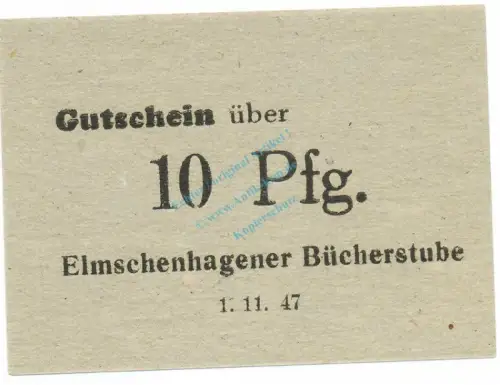 Gutschein über
10 Pfg.
Elmschenhagener Bücherstube
1. 11. 47